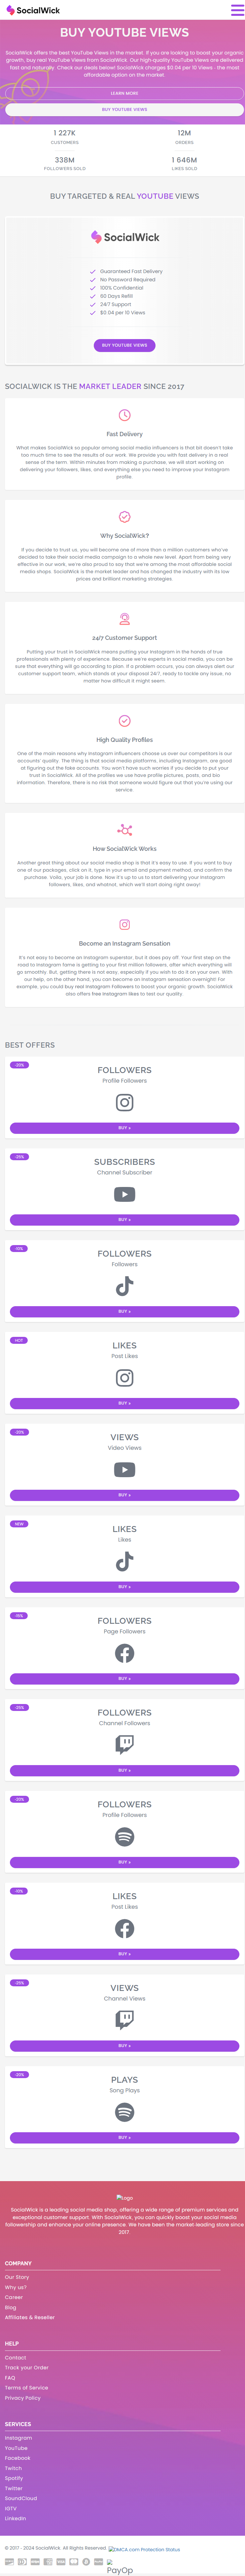 SocialWick
BUY YOUTUBE VIEWS
SocialWick offers the best YouTube Views in the market. If you are looking to boost your organic
growth, buy real YouTube Views from SocialWick. Our high-quality YouTube Views are delivered
fast and naturally. Check our deals below! SocialWick charges $0.04 per 10 Views - the most
affordable option on the market.
LEARN MORE
BUY YOUTUBE VIEWS
1 227K
12M
CUSTOMERS
ORDERS
338M
1 646M
FOLLOWERS SOLD
LIKES SOLD
BUY TARGETED & REAL YOUTUBE VIEWS
SocialWick
Guaranteed Fast Delivery
No Password Required
100% Confidential
60 Days Refill
24/7 Support
$0.04 per 10 Views
BUY YOUTUBE VIEWS
SOCIALWICK IS THE MARKET LEADER SINCE 2017
Fast Delivery
What makes SocialWick so popular among social media influencers is that bit doesn't take
too much time to see the results of our work. We provide you with fast delivery in a real
sense of the term. Within minutes from making a purchase, we will start working on
delivering your followers, likes, and everything else you need to improve your Instagram
profile.
Why SocialWick?
If you decide to trust us, you will become one of more than a million customers who've
decided to take their social media campaign to a whole new level. Apart from being very
effective in our work, we're also proud to say that we're among the most affordable social
media shops. SocialWick is the market leader and has changed the industry with its low
prices and brilliant marketing strategies.
24/7 Customer Support
Putting your trust in SocialWick means putting your Instagram in the hands of true
professionals with plenty of experience. Because we're experts in social media, you can be
sure that everything will go according to plan. If a problem occurs, you can always alert our
customer support team, which stands at your disposal 24/7, ready to tackle any issue, no
matter how difficult it might seem.
High Quality Profiles
One of the main reasons why Instagram influencers choose us over our competitors is our
accounts' quality. The thing is that social media platforms, including Instagram, are good
at figuring out the fake accounts. You won't have such worries if you decide to put your
trust in SocialWick. All of the profiles we use have profile pictures, posts, bio, and bio
information. Therefore, there is no risk that someone would figure out that you're using our
service.
How SocialWick Works
Another great thing about our social media shop is that it's easy to use. If you want to buy
one of our packages, all you have to do is to type in your email and payment method, and confirm the
purchase. Voila, your job is done. Now it's up to us to start delivering your Instagram
followers, likes, and whatnot, which we'll start doing right away!
Become an Instagram Sensation
It's not easy to become an Instagram superstar, but it does pay off. Your first step on the
road to Instagram fame is getting to your first million followers, after which everything will
go smoothly. But, getting there is not easy, especially if you wish to do it on your own. With
our help, on the other hand, you can become an Instagram sensation overnight! For
example, you could buy real Instagram Followers to boost your organic growth. SocialWick
also offers free Instagram likes to test our quality.
BEST OFFERS
-20%
FOLLOWERS
Profile Followers
BUY »
-25%
SUBSCRIBERS
Channel Subscriber
BUY »
-10%
FOLLOWERS
Followers
BUY »
HOT
LIKES
Post Likes
BUY »
-20%
VIEWS
Video Views
BUY »
NEW
LIKES
Likes
BUY »
-15%
FOLLOWERS
Page Followers
BUY »
-25%
FOLLOWERS
Channel Followers
BUY »
-20%
FOLLOWERS
Profile Followers
BUY »
-10%
LIKES
Post Likes
BUY »
-25%
VIEWS
Channel Views
BUY »
-20%
PLAYS
Song Plays
BUY »
Logo
SocialWick is a leading social media shop, offering a wide range of premium services and
exceptional customer support. With SocialWick, you can quickly boost your social media
followership and enhance your online presence. We have been the market-leading store since
2017.
COMPANY
Our Story
Why us?
Career
Blog
Affiliates & Reseller
HELP
Contact
Track your Order
FAQ
Terms of Service
Privacy Policy
SERVICES
Instagram
YouTube
Facebook
Twitch
Spotify
Twitter
SoundCloud
IGTV
Linkedin
© 2017 - 2024 SocialWick. All Rights Reserved. DMCA.com Protection Status
PayOp